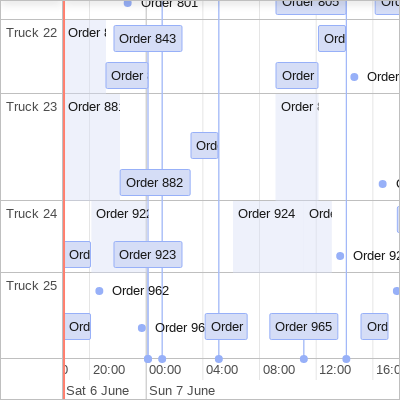 Order 801
Order 805
Ord
Truck 22
Order 8
Order 843
Ord
Order
Order
Order
Truck 23
Order 881
Order 8
Ord
Order 882
Truck 24
Order 922
Order 924
Orde
Ord
Order 923
Order 92
Truck 25
Order 962
Ord
Order 96
Order
Order 965
Ord
20:00
00:00
04:00
08:00
12:00
16:0
Sat 6 June
Sun 7 June